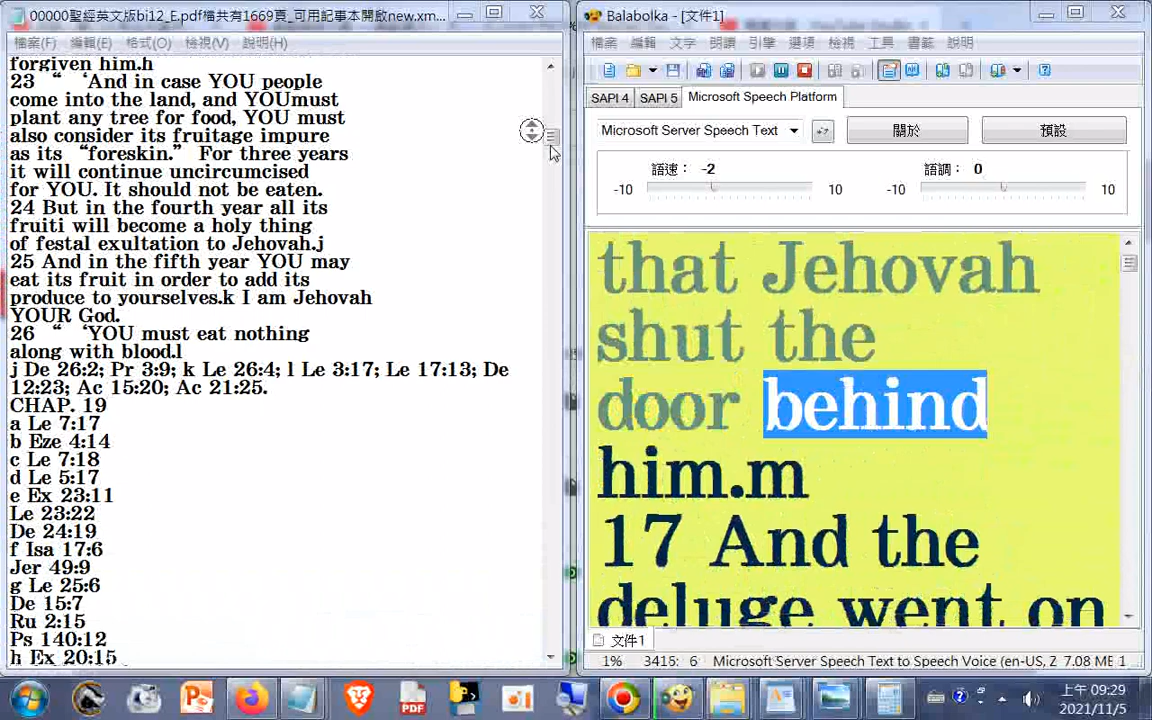 00000聖經英文版bi12_E.pdf檔共有1669頁_可用記事本開啟new.xm...
檔案(F) 編輯(E) 格式(O) 檢視(V) 說明(H)
forgiven him.h
23 “ ‘And in case YOU people
come into the land, and YOUmust
plant any tree for food, YOU must
also consider its fruitage impure
as its “foreskin.” For three years
it will continue uncircumcised
for YOU. It should not be eaten.
24 But in the fourth year all its
fruiti will become a holy thing
of festal exultation to Jehovah.j
25 And in the fifth year YOU may
eat its fruit in order to add its
produce to yourselves.k I am Jehovah
YOUR God.
26 “ ‘YOU must eat nothing
along with blood.l
j De 26:2; Pr 3:9; k Le 26:4; l Le 3:17; Le 17:13; De
12:23; Ac 15:20; Ac 21:25.
CHAP. 19
a Le 7:17
b Eze 4:14
c Le 7:18
d Le 5:17
e Ex 23:11
Le 23:22
De 24:19
f Isa 17:6
Jer 49:9
g Le 25:6
De 15:7
Ru 2:15
Ps 140:12
h Ex 20:15
Balabolka - [文件1]
檔案 編輯 文字 朗讀 引擎 選項 檢視 工具 書籤 說明
SAPI 4 SAPI 5 Microsoft Speech Platform
Microsoft Server Speech Text 關於 預設
語速： -2 語調： 0
-10 10 -10 10
that Jehovah
shut the
door behind
him.m
17 And the
deluge went on
文件1
1% 3415: 6 Microsoft Server Speech Text to Speech Voice (en-US, Z 7.08 ME 1
PDF
上午 09:29
2021/11/5